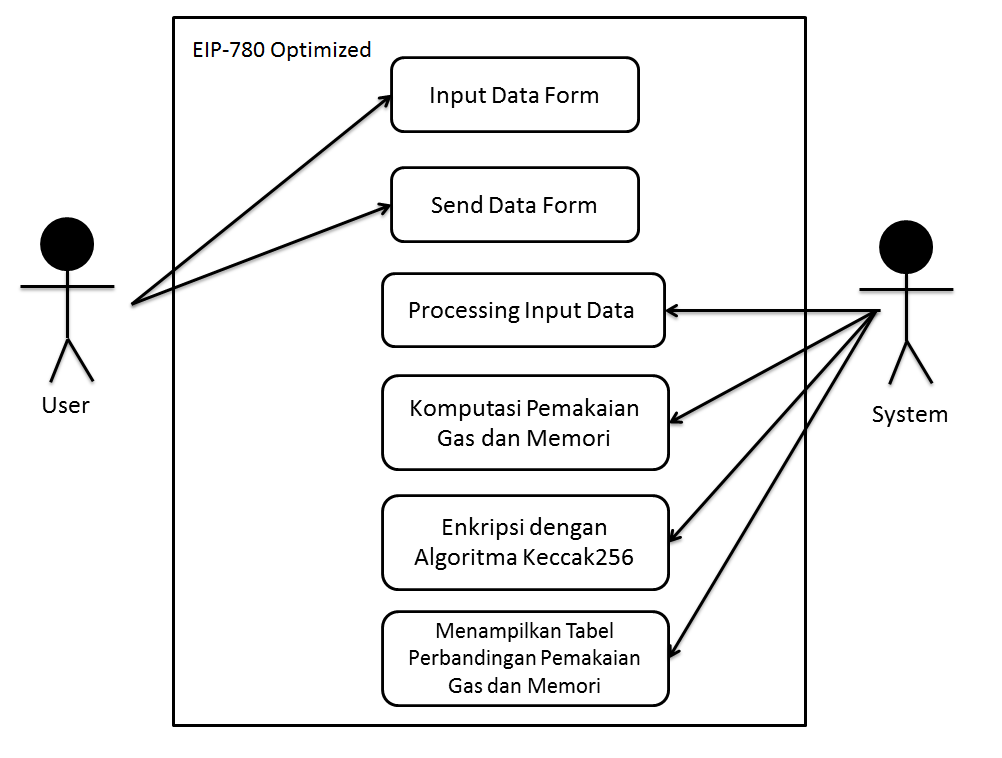 EIP-780 Optimized
Input Data Form
Send Data Form
Processing Input Data
Komputasi Pemakaian
Gas dan Memori
Enkripsi dengan
Algoritma Keccak256
Menampilkan Tabel
Perbandingan Pemakaian
Gas dan Memori
User
System